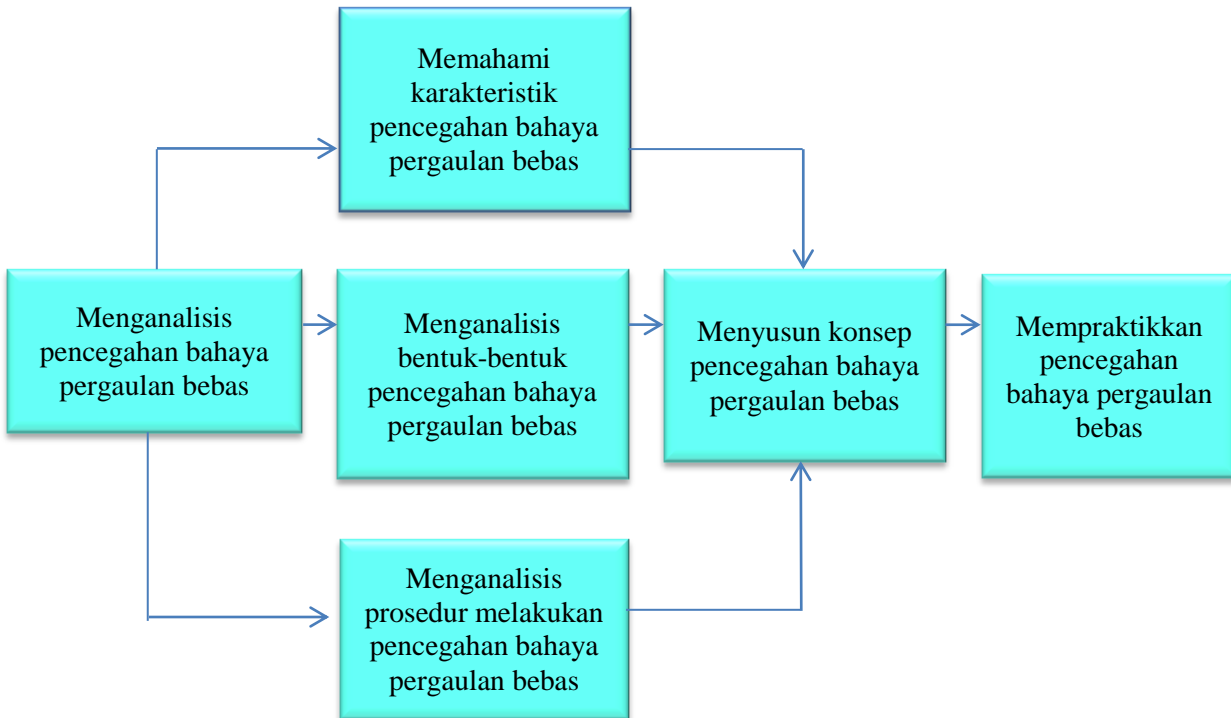 Memahami
karakteristik
pencegahan bahaya
pergaulan bebas
Menganalisis
pencegahan bahaya
pergaulan bebas
Menganalisis
bentuk-bentuk
pencegahan bahaya
pergaulan bebas
Menyusun konsep
pencegahan bahaya
pergaulan bebas
Mempraktikkan
pencegahan
bahaya pergaulan
bebas
Menganalisis
prosedur melakukan
pencegahan bahaya
pergaulan bebas